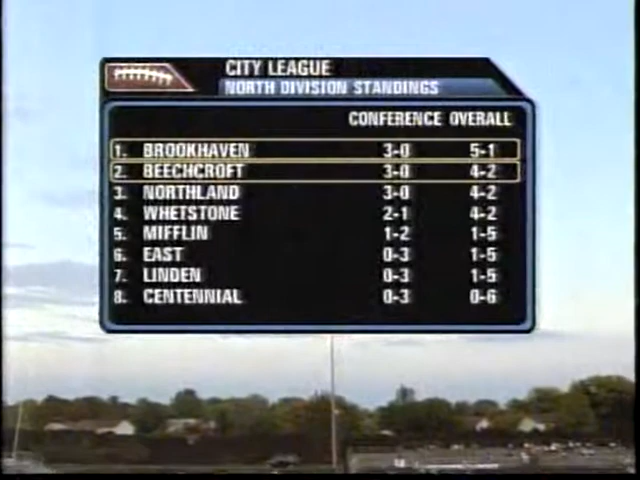 CITY LEAGUE
NORTH DIVISION STANDINGS
CONFERENCE OVERALL
1. BROOKHAVEN 3-0 5-1
2. BEECHCROFT 3-0 4-2
3. NORTHLAND 3-0 4-2
4. WHETSTONE 2-1 4-2
5. MIFFLIN 1-2 1-5
6. EAST 0-3 1-5
7. LINDEN 0-3 1-5
8. CENTENNIAL 0-3 0-6